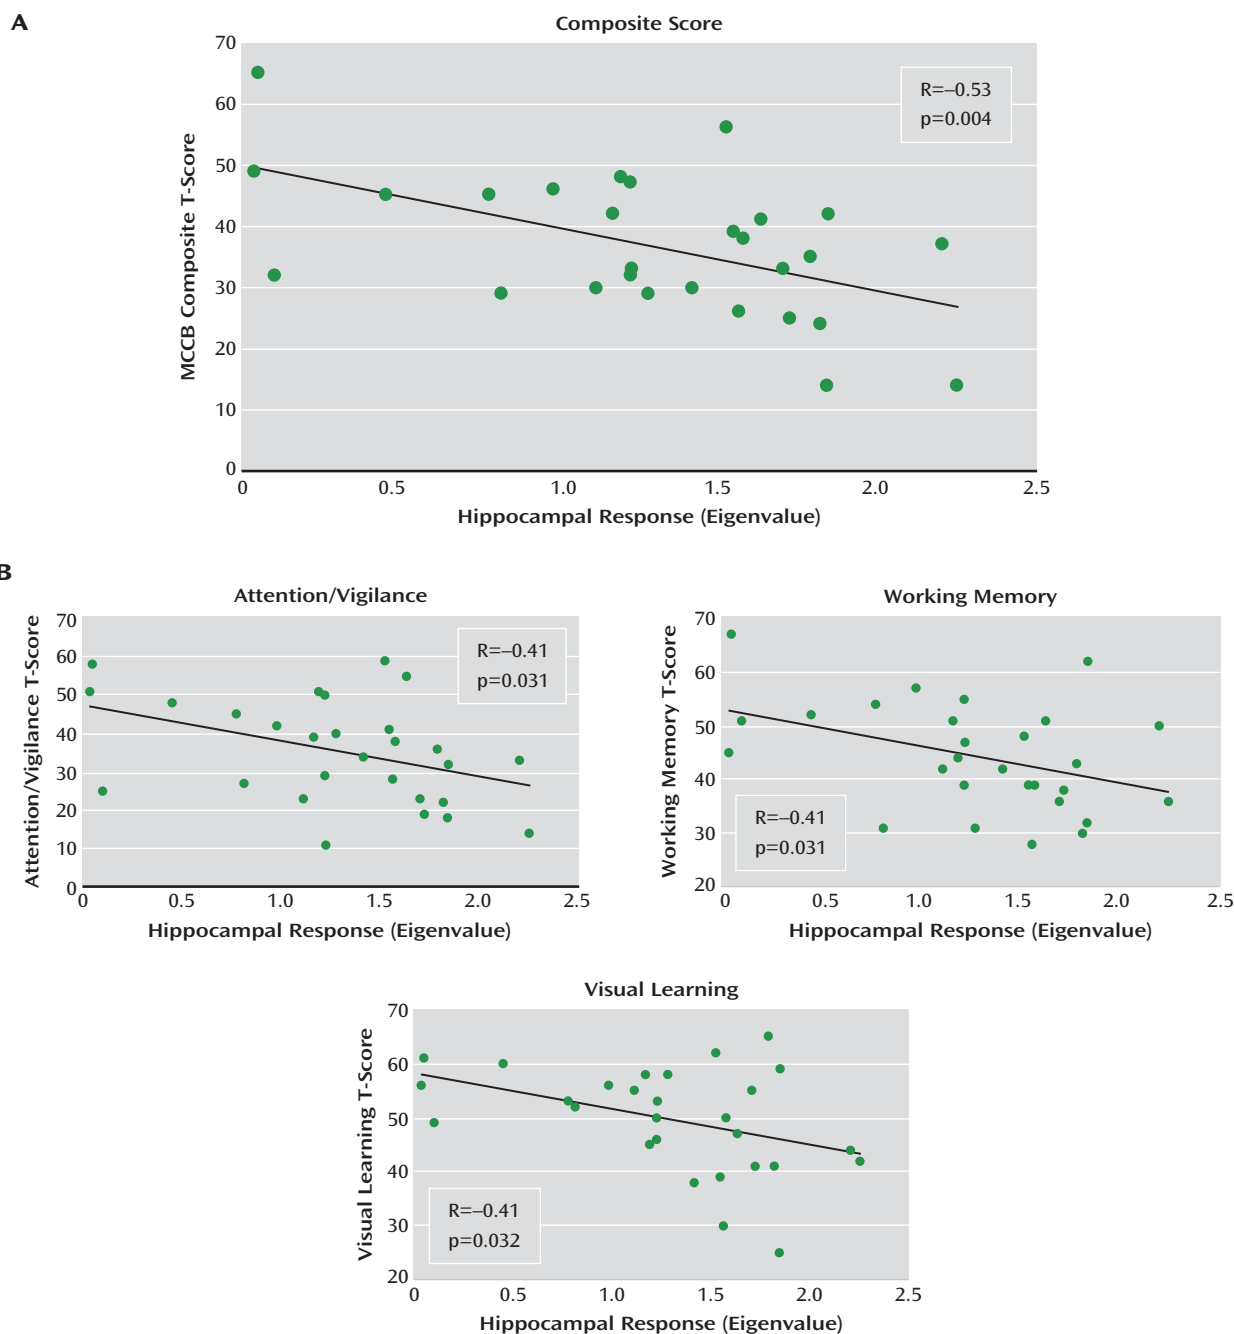 A
Composite Score
MCCB Composite T-Score
70
60
50
40
30
20
10
0
R=–0.53
p=0.004
0 0.5 1.0 1.5 2.0 2.5
Hippocampal Response (Eigenvalue)
B
Attention/Vigilance
Attention/Vigilance T-Score
70
60
50
40
30
20
10
0
R=–0.41
p=0.031
0 0.5 1.0 1.5 2.0 2.5
Hippocampal Response (Eigenvalue)
Working Memory
Working Memory T-Score
70
60
50
40
30
20
R=–0.41
p=0.031
0 0.5 1.0 1.5 2.0 2.5
Hippocampal Response (Eigenvalue)
Visual Learning
Visual Learning T-Score
70
60
50
40
30
20
R=–0.41
p=0.032
0 0.5 1.0 1.5 2.0 2.5
Hippocampal Response (Eigenvalue)